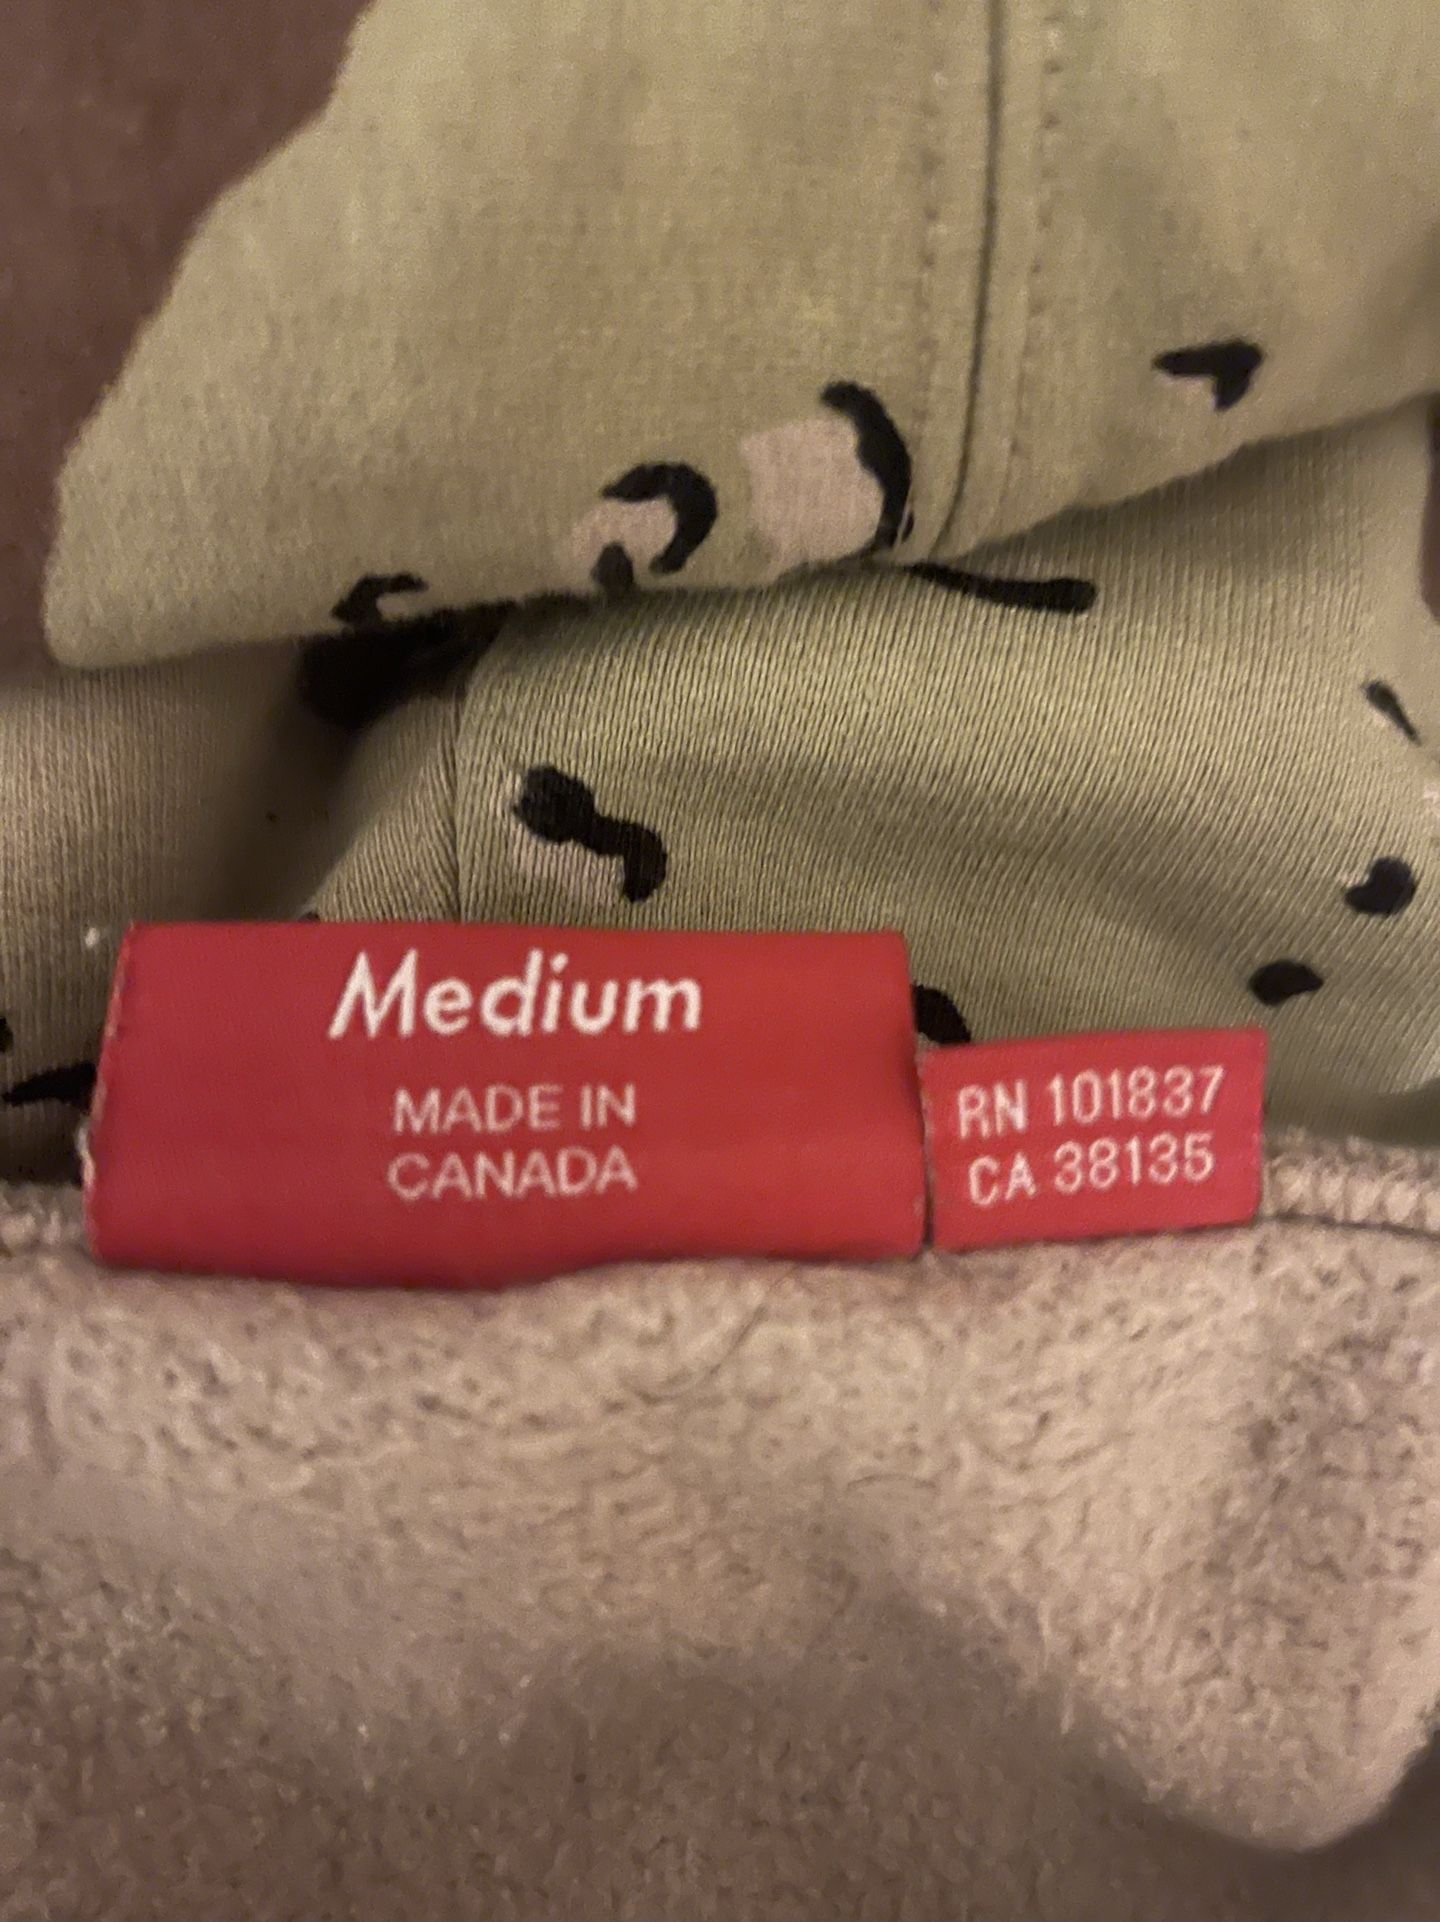 Medium
MADE IN
CANADA
RN 101837
CA 38135